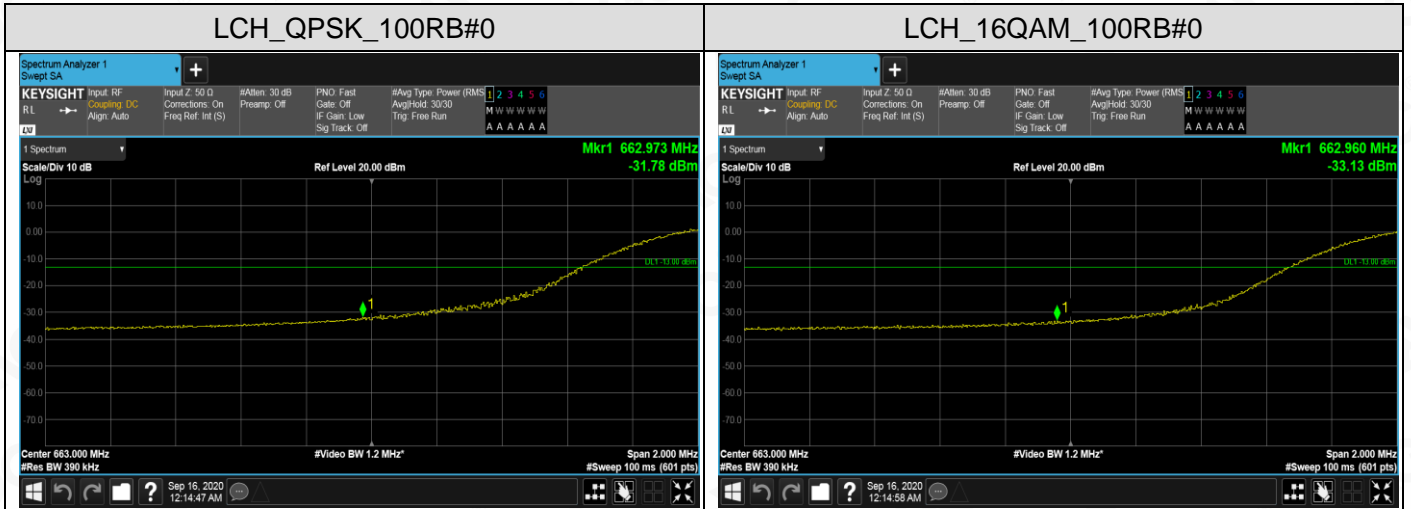 LCH_QPSK_100RB#0
LCH_16QAM_100RB#0
Spectrum Analyzer 1
Swept SA
+
KEYSIGHT Input: RF Input Z: 50 Ω #Atten: 30 dB PNO: Fast #Avg Type: Power (RMS 1 2 3 4 5 6
RL Coupling: DC Corrections: On Preamp: Off Gate: Off Avg|Hold: 30/30 M W W W W W
Align: Auto Freq Ref: Int (S) IF Gain: Low Trig: Free Run
LXI Sig Track: Off A A A A A A
1 Spectrum Mkr1 662.973 MHz
Scale/Div 10 dB Ref Level 20.00 dBm -31.78 dBm
Log
10.0
0.00
-10.0
DL1 -13.00 dBm
-20.0
1
-30.0
-40.0
-50.0
-60.0
-70.0
Center 663.000 MHz #Video BW 1.2 MHz* Span 2.000 MHz
#Res BW 390 kHz #Sweep 100 ms (601 pts)
? Sep 16, 2020
12:14:47 AM
Spectrum Analyzer 1
Swept SA
+
KEYSIGHT Input: RF Input Z: 50 Ω #Atten: 30 dB PNO: Fast #Avg Type: Power (RMS 1 2 3 4 5 6
RL Coupling: DC Corrections: On Preamp: Off Gate: Off Avg|Hold: 30/30 M W W W W W
Align: Auto Freq Ref: Int (S) IF Gain: Low Trig: Free Run
LXI Sig Track: Off A A A A A A
1 Spectrum Mkr1 662.960 MHz
Scale/Div 10 dB Ref Level 20.00 dBm -33.13 dBm
Log
10.0
0.00
-10.0
DL1 -13.00 dBm
-20.0
1
-30.0
-40.0
-50.0
-60.0
-70.0
Center 663.000 MHz #Video BW 1.2 MHz* Span 2.000 MHz
#Res BW 390 kHz #Sweep 100 ms (601 pts)
? Sep 16, 2020
12:14:58 AM